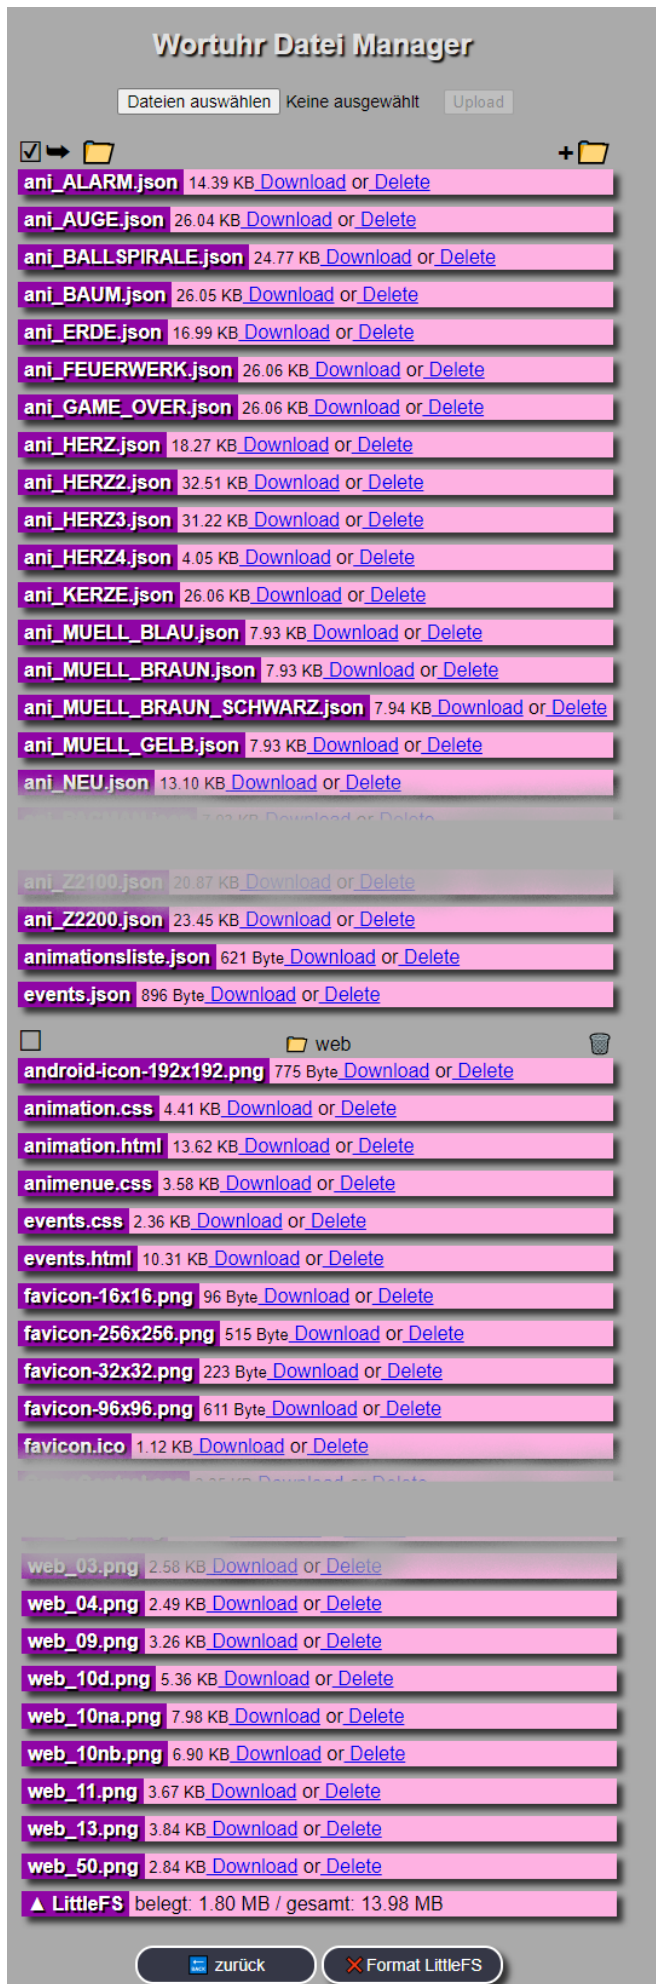 Wortuhr Datei Manager
Dateien auswählen Keine ausgewählt Upload
ani_ALARM.json 14.39 KB Download or Delete
ani_AUGE.json 26.04 KB Download or Delete
ani_BALLSPIRALE.json 24.77 KB Download or Delete
ani_BAUM.json 26.05 KB Download or Delete
ani_ERDE.json 16.99 KB Download or Delete
ani_FEUERWERK.json 26.06 KB Download or Delete
ani_GAME_OVER.json 26.06 KB Download or Delete
ani_HERZ.json 18.27 KB Download or Delete
ani_HERZ2.json 32.51 KB Download or Delete
ani_HERZ3.json 31.22 KB Download or Delete
ani_HERZ4.json 4.05 KB Download or Delete
ani_KERZE.json 26.06 KB Download or Delete
ani_MUELL_BLAU.json 7.93 KB Download or Delete
ani_MUELL_BRAUN.json 7.93 KB Download or Delete
ani_MUELL_BRAUN_SCHWARZ.json 7.94 KB Download or Delete
ani_MUELL_GELB.json 7.93 KB Download or Delete
ani_NEU.json 13.10 KB Download or Delete
KB Download or Delete
ani_Z2100.json 20.87 KB Download or Delete
ani_Z2200.json 23.45 KB Download or Delete
animationsliste.json 621 Byte Download or Delete
events.json 896 Byte Download or Delete
web
android-icon-192x192.png 775 Byte Download or Delete
animation.css 4.41 KB Download or Delete
animation.html 13.62 KB Download or Delete
animenue.css 3.58 KB Download or Delete
events.css 2.36 KB Download or Delete
events.html 10.31 KB Download or Delete
favicon-16x16.png 96 Byte Download or Delete
favicon-256x256.png 515 Byte Download or Delete
favicon-32x32.png 223 Byte Download or Delete
favicon-96x96.png 611 Byte Download or Delete
favicon.ico 1.12 KB Download or Delete
KB Download or Delete
web_03.png 2.58 KB Download or Delete
web_04.png 2.49 KB Download or Delete
web_09.png 3.26 KB Download or Delete
web_10d.png 5.36 KB Download or Delete
web_10na.png 7.98 KB Download or Delete
web_10nb.png 6.90 KB Download or Delete
web_11.png 3.67 KB Download or Delete
web_13.png 3.84 KB Download or Delete
web_50.png 2.84 KB Download or Delete
▲ LittleFS belegt: 1.80 MB / gesamt: 13.98 MB
BACK zurück Format LittleFS